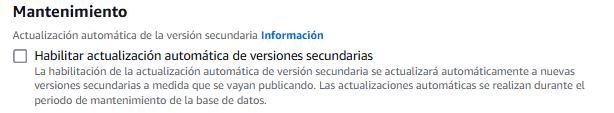 Mantenimiento
Actualización automática de la versión secundaria Información
Habilitar actualización automática de versiones secundarias
La habilitación de la actualización automática de versión secundaria se actualizará automáticamente a nuevas
versiones secundarias a medida que se vayan publicando. Las actualizaciones automáticas se realizan durante el
periodo de mantenimiento de la base de datos.